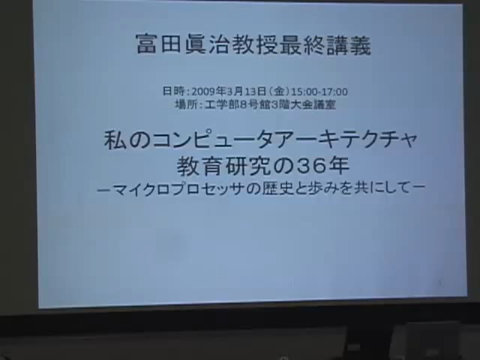 富田眞治教授最終講義
日時：2009年3月13日（金）15:00-17:00
場所：工学部８号館３階大会議室
私のコンピュータアーキテクチャ
教育研究の３６年
－マイクロプロセッサの歴史と歩みを共にして－